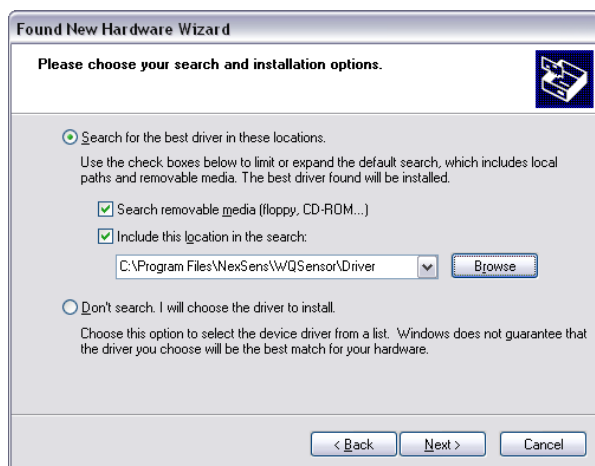 Found New Hardware Wizard
Please choose your search and installation options.
Search for the best driver in these locations.
Use the check boxes below to limit or expand the default search, which includes local
paths and removable media. The best driver found will be installed.
Search removable media (floppy, CD-ROM...)
Include this location in the search:
C:\Program Files\NexSens\WQSensor\Driver
Browse
Don't search. I will choose the driver to install.
Choose this option to select the device driver from a list. Windows does not guarantee that
the driver you choose will be the best match for your hardware.
< Back
Next >
Cancel